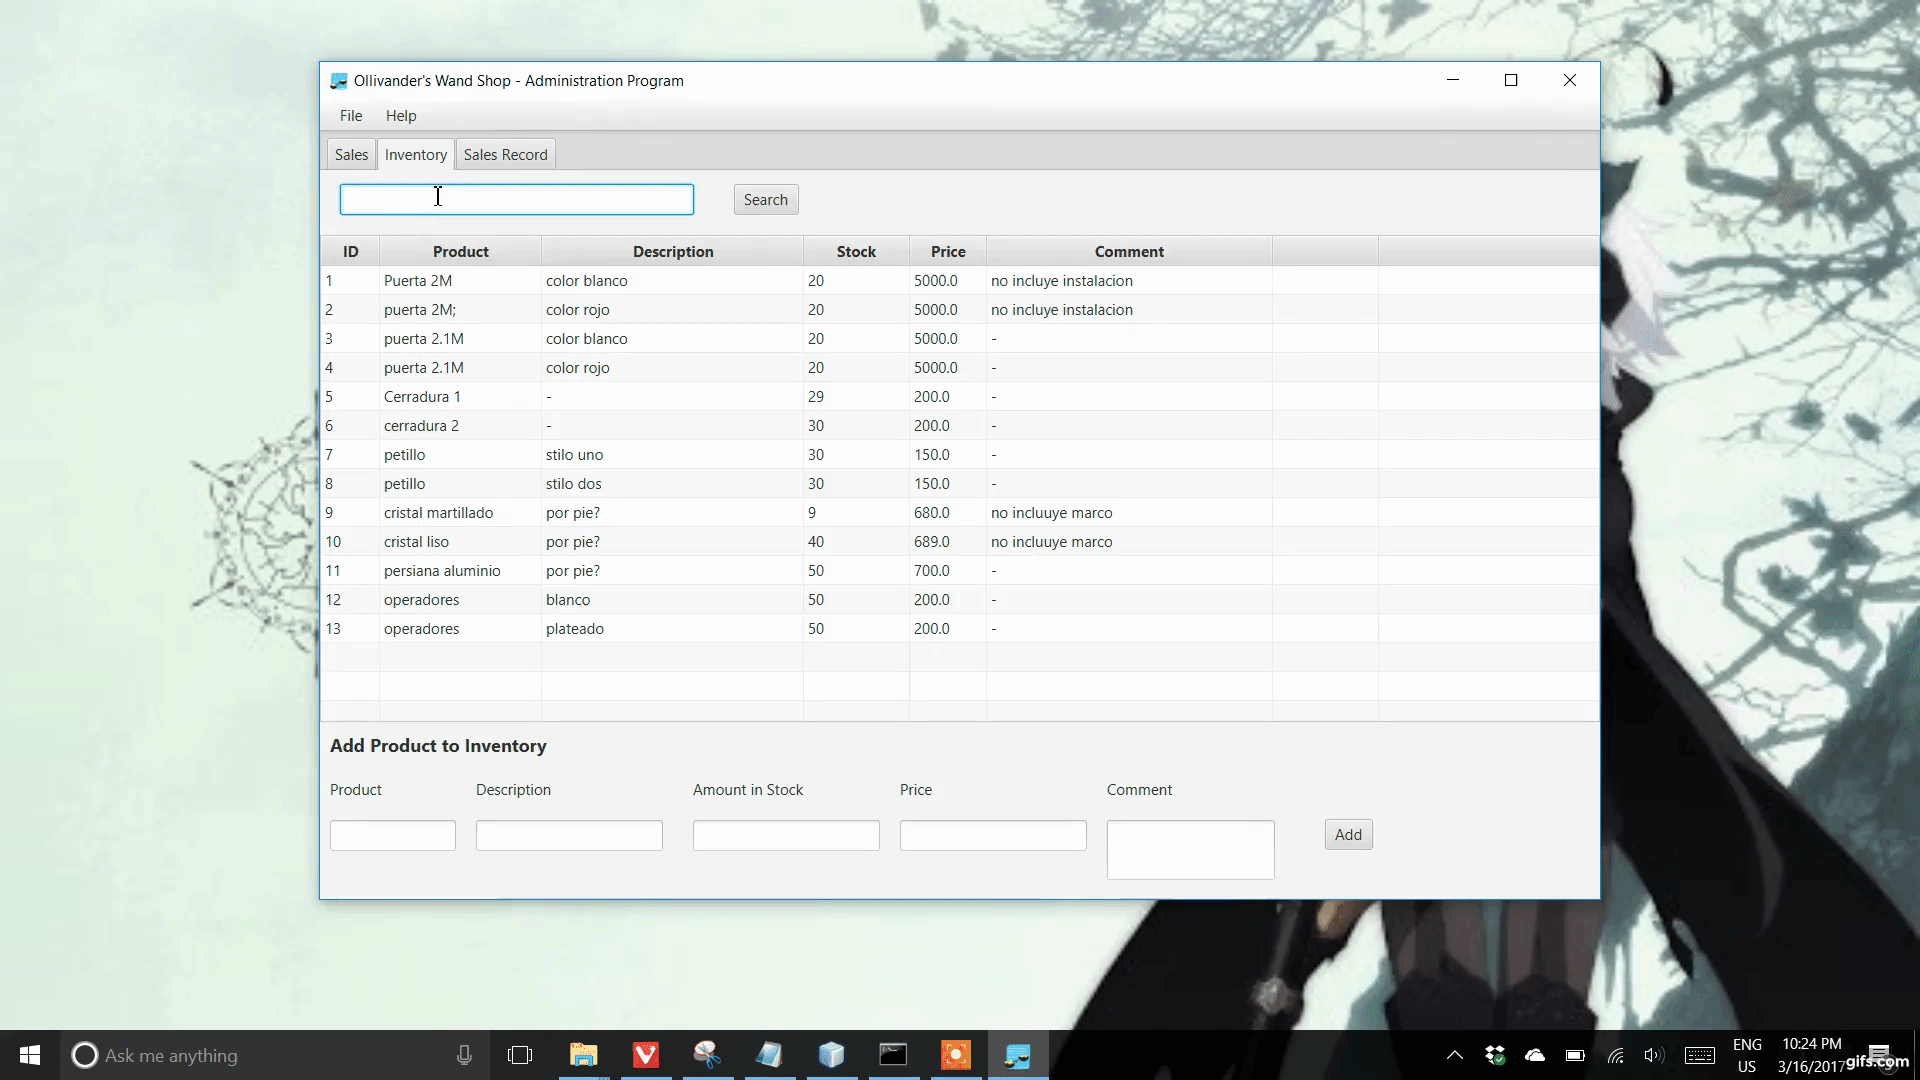 Ollivander's Wand Shop - Administration Program
File Help
Sales Inventory Sales Record
Search
ID Product Description Stock Price Comment
1 Puerta 2M color blanco 20 5000.0 no incluye instalacion
2 puerta 2M; color rojo 20 5000.0 no incluye instalacion
3 puerta 2.1M color blanco 20 5000.0 -
4 puerta 2.1M color rojo 20 5000.0 -
5 Cerradura 1 - 29 200.0 -
6 cerradura 2 - 30 200.0 -
7 petillo stilo uno 30 150.0 -
8 petillo stilo dos 30 150.0 -
9 cristal martillado por pie? 9 680.0 no incluuye marco
10 cristal liso por pie? 40 689.0 no incluuye marco
11 persiana aluminio por pie? 50 700.0 -
12 operadores blanco 50 200.0 -
13 operadores plateado 50 200.0 -
Add Product to Inventory
Product Description Amount in Stock Price Comment
Add
Ask me anything
ENG
US
10:24 PM
3/16/2017
gifs.com